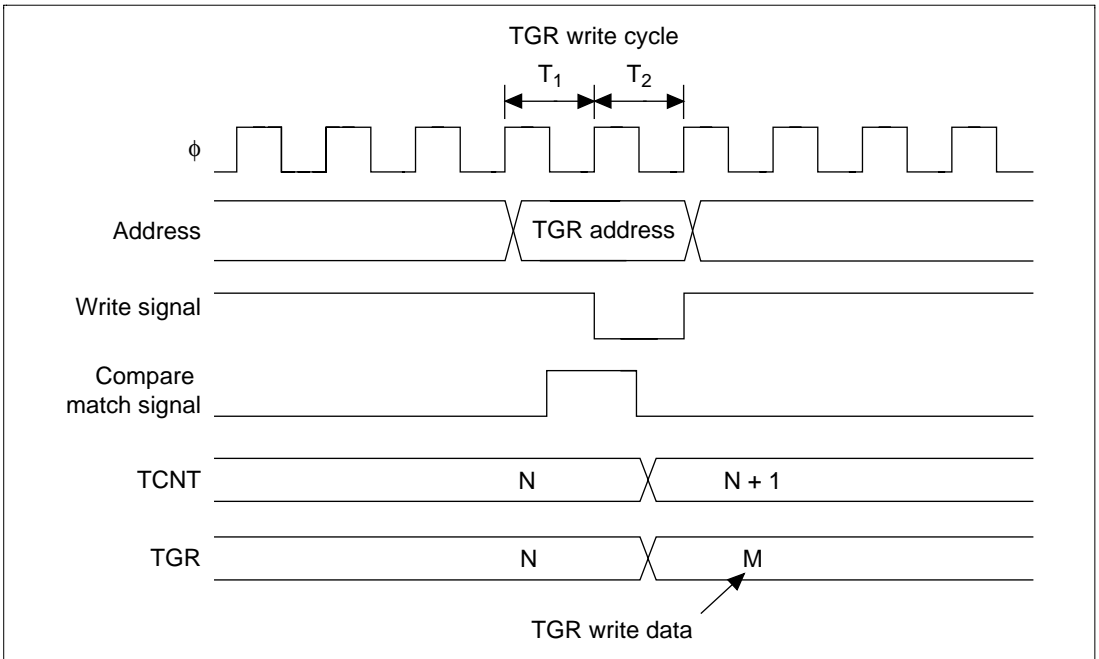 TGR write cycle
T1 T2
ϕ
Address TGR address
Write signal
Compare
match signal
TCNT N N + 1
TGR N M
TGR write data